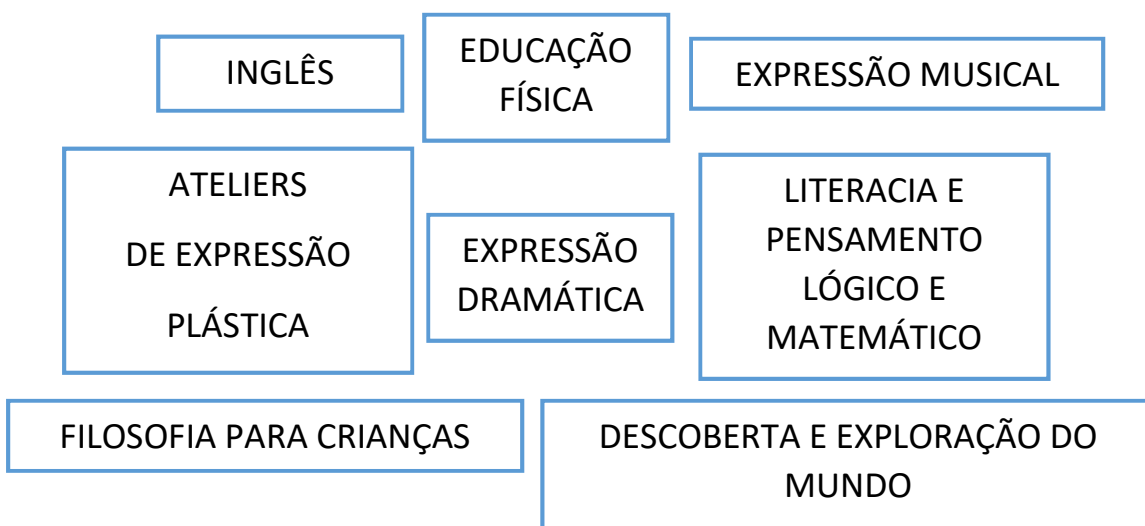 INGLÊS
EDUCAÇÃO
FÍSICA
EXPRESSÃO MUSICAL
ATELIERS
DE EXPRESSÃO
PLÁSTICA
EXPRESSÃO
DRAMÁTICA
LITERACIA E
PENSAMENTO
LÓGICO E
MATEMÁTICO
FILOSOFIA PARA CRIANÇAS
DESCOBERTA E EXPLORAÇÃO DO
MUNDO